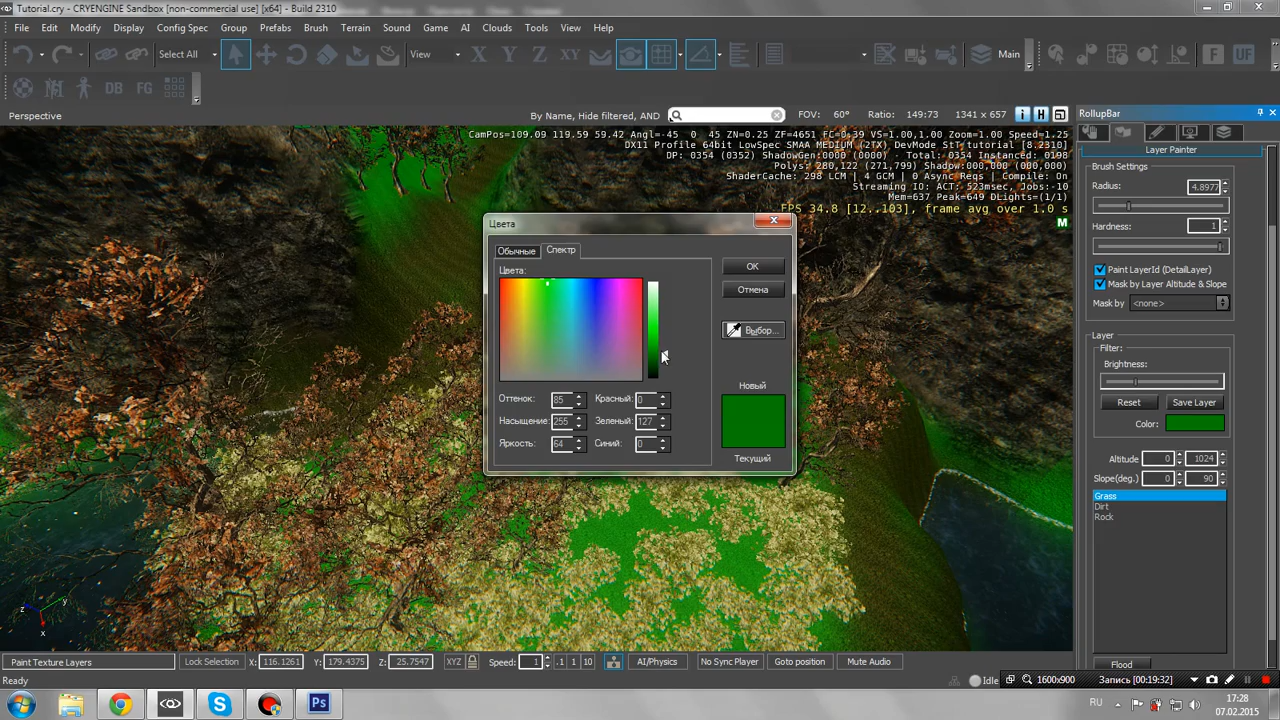 Tutorial.cry - CRYENGINE Sandbox [non-commercial use] [x64] - Build 2310
File Edit Modify Display Config Spec Group Prefabs Brush Terrain Sound Game AI Clouds Tools View Help
Select All
View
X Y Z XY
Main
F UF
DB FG
Perspective
By Name, Hide filtered, AND
FOV: 60° Ratio: 149:73 1341 x 657
i H
RollupBar
CamPos=109.09 119.59 59.42 Angl=-45 0 45 ZN=0.25 ZF=4651 FC=0.39 VS=1.00,1.00 Zoom=1.00 Speed=1.25
DX11 Profile 64bit LowSpec SMAA MEDIUM (2TX) DevMode StT tutorial [8.2310]
DP: 0354 (0352) ShadowGen=0000 (0000) - Total: 0354 Instanced: 0198
Polys: 280,122 (271,799) Shadow:000,000 (000,000)
ShaderCache: 298 LCM | 4 GCM | 0 Async Reqs | Compile: On
Streaming IO: ACT: 523msec, Jobs:-10
Mem=637 Peak=649 DLights=(1/1)
FPS 34.8 [12..103], frame avg over 1.0 s
M
Layer Painter
Brush Settings
Radius: 4.8977
Hardness: 1
Paint LayerId (DetailLayer)
Mask by Layer Altitude & Slope
Mask by <none>
Layer
Filter:
Brightness:
Reset Save Layer
Color:
Altitude 0 1024
Slope(deg.) 0 90
Grass
Dirt
Rock
Flood
Цвета
Обычные Спектр
Цвета:
OK
Отмена
Выбор...
Новый
Текущий
Оттенок: 85 Красный: 0
Насыщение: 255 Зеленый: 127
Яркость: 64 Синий: 0
z y
x
Paint Texture Layers Lock Selection X: 116.1261 Y: 179.4375 Z: 25.7547 XYZ Speed: 1 .1 1 10 AI/Physics No Sync Player Goto position Mute Audio
Ready
Idle 1600x900 Запись [00:19:32]
RU
17:28
07.02.2015
Ps